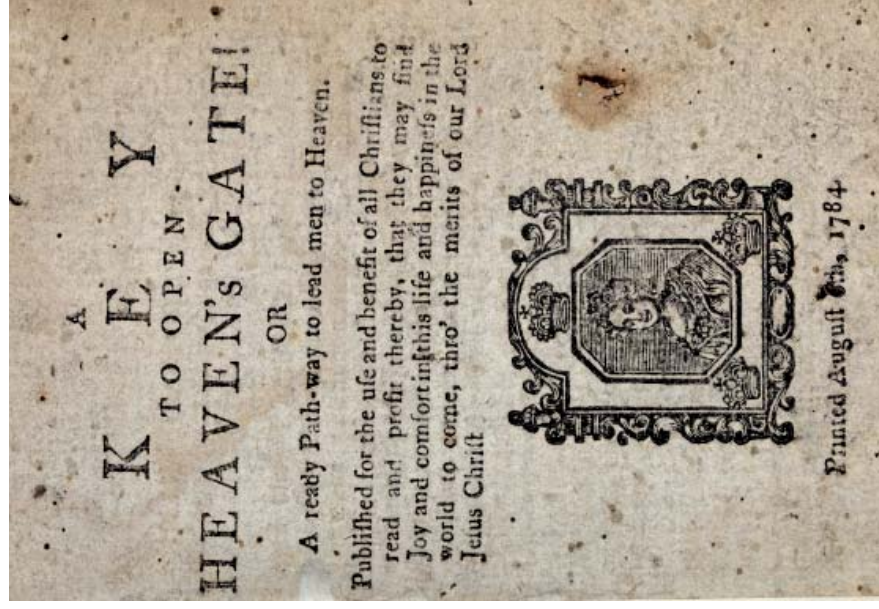 A
KEY
TO OPEN
HEAVEN's GATE!
OR
A ready Path-way to lead men to Heaven.
Publiſhed for the uſe and benefit of all Chriſtians to
read and profit thereby, that they may find
Joy and comfort in this life and happineſs in the
world to come, thro' the merits of our Lord
Jeſus Chriſt
Printed Auguſt 6th, 1784